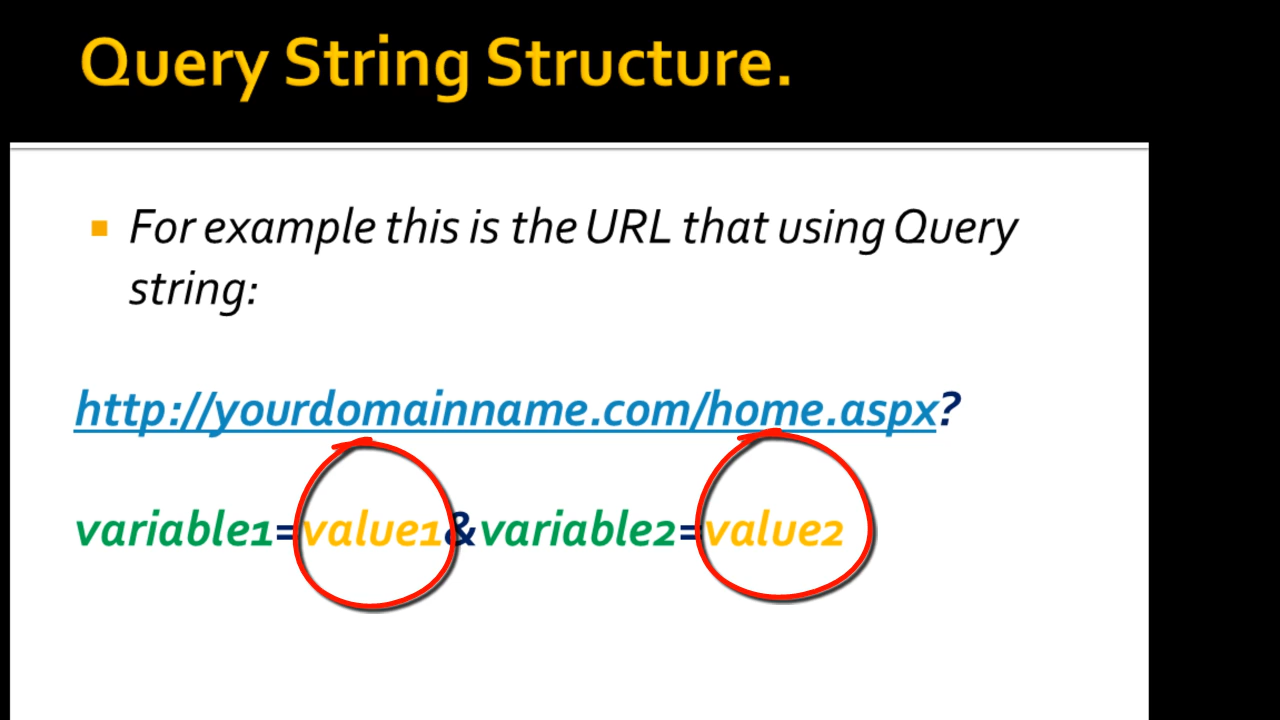 Query String Structure.
For example this is the URL that using Query
string:
http://yourdomainname.com/home.aspx?
variable1=value1&variable2=value2